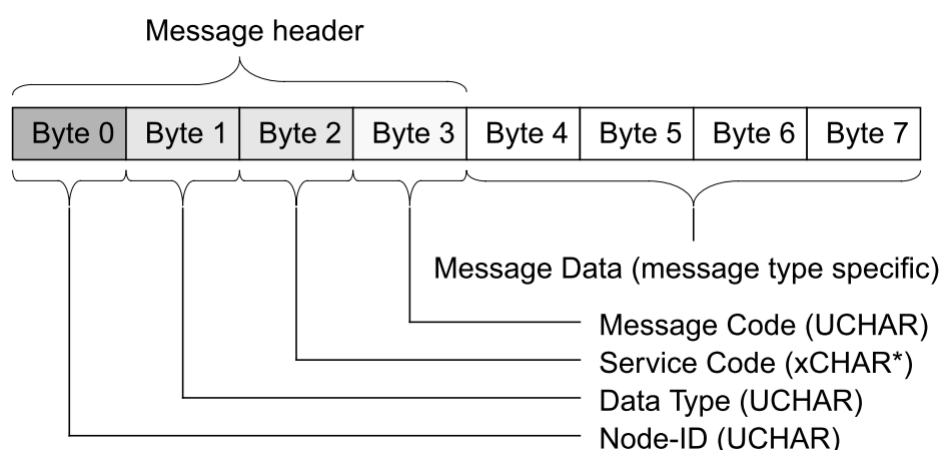 Message header
Byte 0 Byte 1 Byte 2 Byte 3 Byte 4 Byte 5 Byte 6 Byte 7
Message Data (message type specific)
Message Code (UCHAR)
Service Code (xCHAR*)
Data Type (UCHAR)
Node-ID (UCHAR)